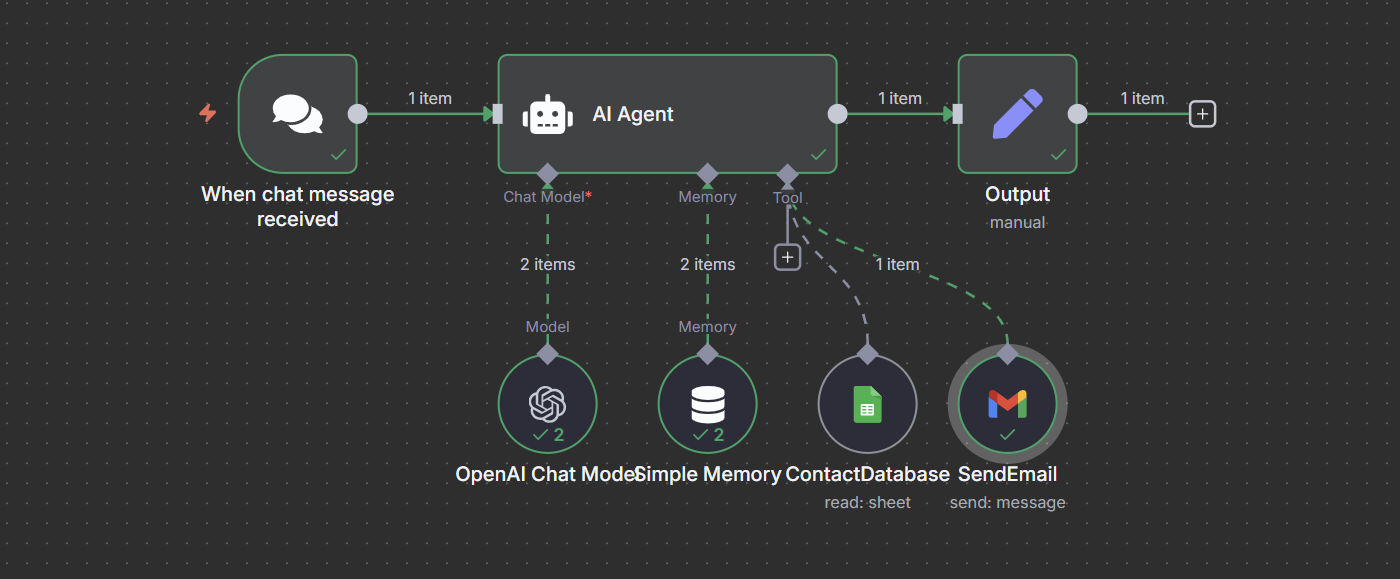 1 item
1 item
1 item
AI Agent
When chat message
received
Chat Model*
Memory
Tool
Output
manual
2 items
2 items
1 item
Model
Memory
2
2
OpenAI Chat Model
Simple Memory
ContactDatabase
SendEmail
read: sheet
send: message